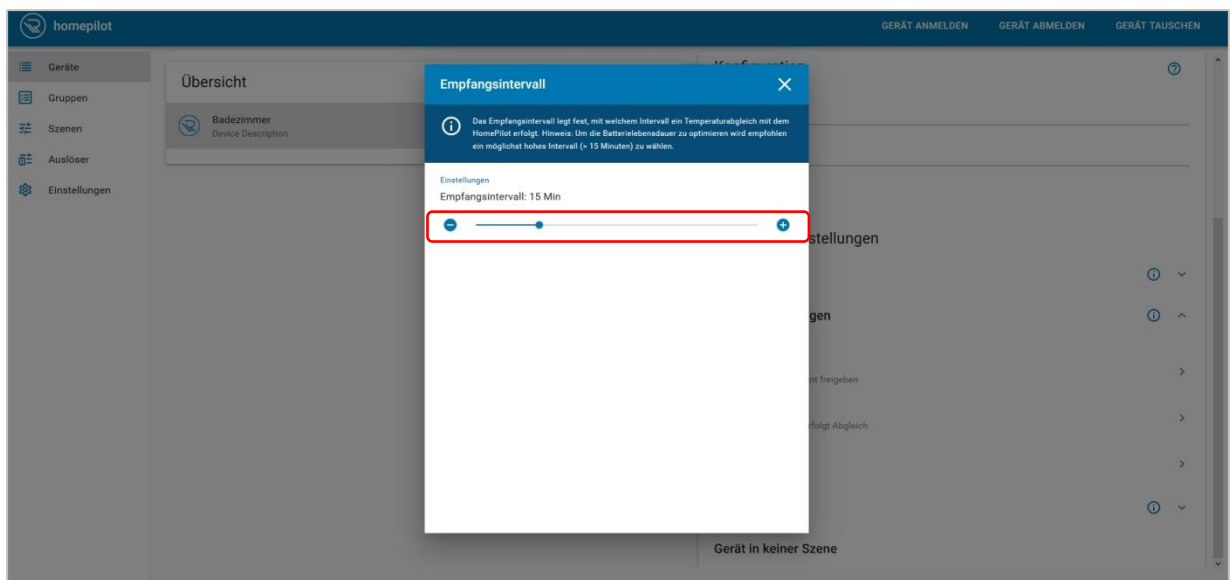 homepilot
GERÄT ANMELDEN
GERÄT ABMELDEN
GERÄT TAUSCHEN
Geräte
Gruppen
Szenen
Auslöser
Einstellungen
Übersicht
Badezimmer
Device Description
Empfangsintervall
Das Empfangsintervall legt fest, mit welchem Intervall ein Temperaturabgleich mit dem
HomePilot erfolgt. Hinweis: Um die Batterielebensdauer zu optimieren wird empfohlen
ein möglichst hohes Intervall (> 15 Minuten) zu wählen.
Einstellungen
Empfangsintervall: 15 Min
stellungen
gen
nt freigeben
rfolgt Abgleich
Gerät in keiner Szene